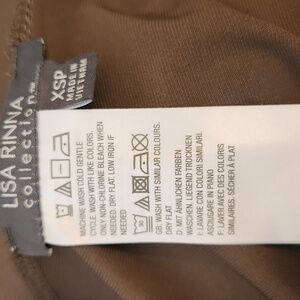 LISA RINNA
collection
XSP
MADE IN
VIETNAM
MACHINE WASH COLD GENTLE
CYCLE. WASH WITH LIKE COLORS.
ONLY NON-CHLORINE BLEACH WHEN
NEEDED. DRY FLAT. LOW IRON IF
NEEDED
GB: WASH WITH SIMILAR COLOURS.
DRY FLAT
D: MIT ÄHNLICHEN FARBEN
WASCHEN. LIEGEND TROCKNEN
I: LAVARE CON COLORI SIMILARI.
ASCIUGARE IN PIANO
F: LAVER AVEC DES COLORIS
SIMILAIRES. SÉCHER À PLAT